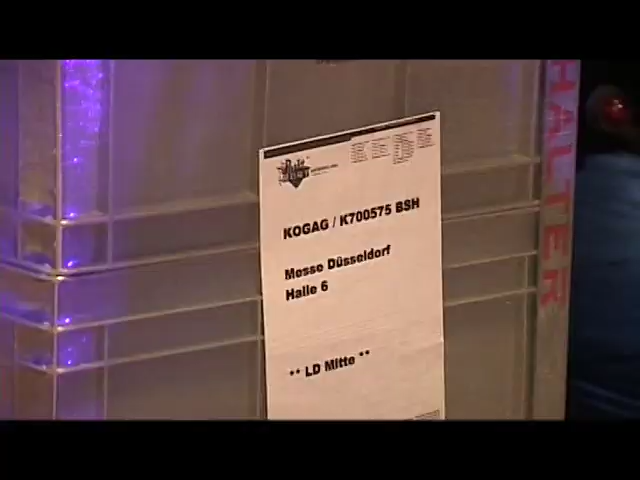 KOGAG / K700575 BSH
Messe Düsseldorf
Halle 6
** LD Mitte **
HALTER